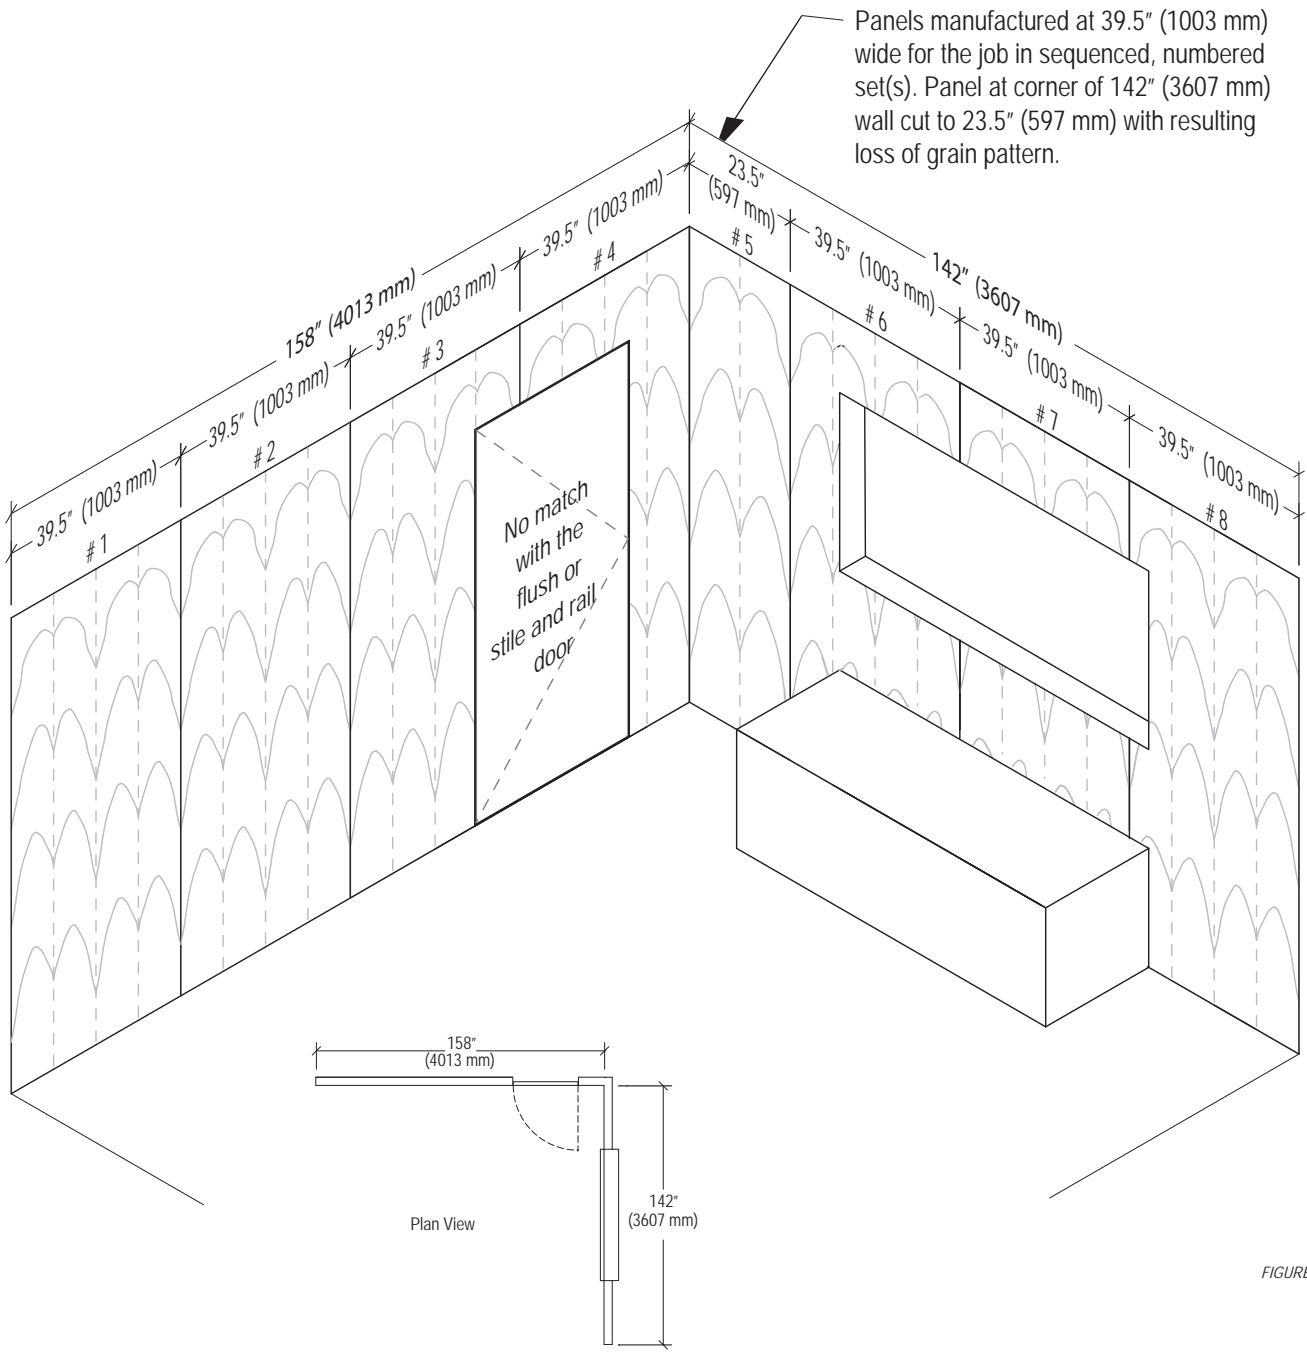 Panels manufactured at 39.5" (1003 mm)
wide for the job in sequenced, numbered
set(s). Panel at corner of 142" (3607 mm)
wall cut to 23.5" (597 mm) with resulting
loss of grain pattern.
158" (4013 mm)
142" (3607 mm)
39.5" (1003 mm)
39.5" (1003 mm)
39.5" (1003 mm)
39.5" (1003 mm)
23.5"
(597 mm)
39.5" (1003 mm)
39.5" (1003 mm)
39.5" (1003 mm)
# 1
# 2
# 3
# 4
# 5
# 6
# 7
# 8
No match
with the
flush or
stile and rail
door
158"
(4013 mm)
142"
(3607 mm)
Plan View
FIGURE